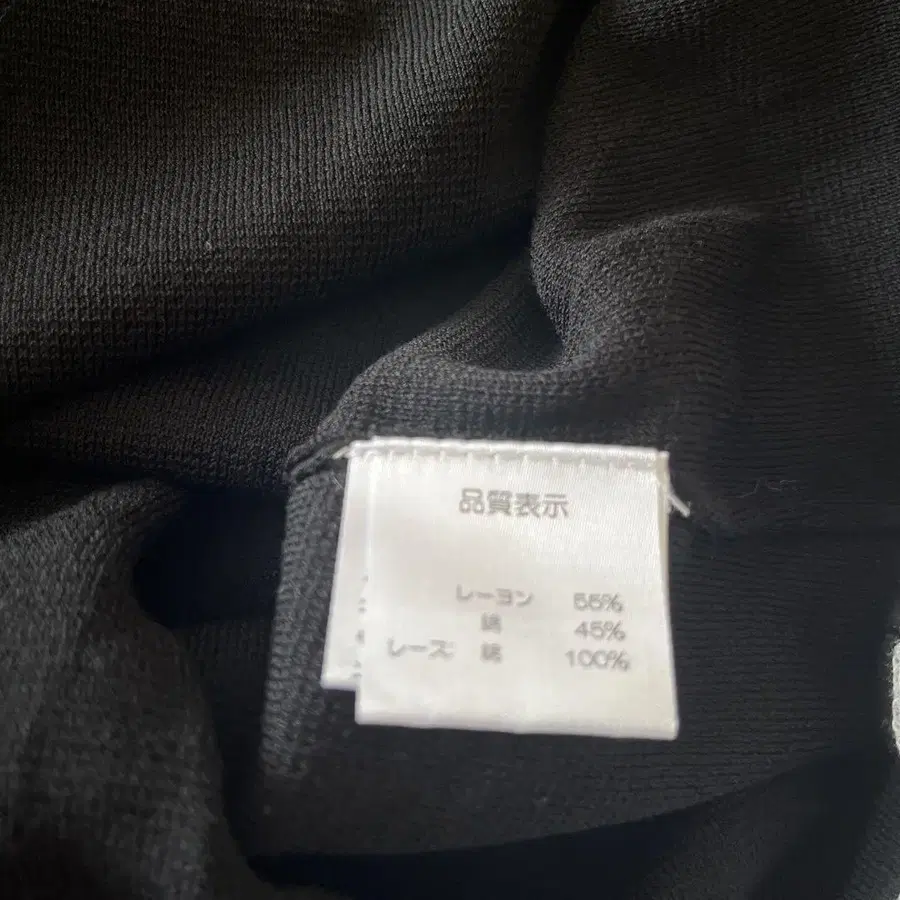 品質表示
レーヨン 55%
綿 45%
レース: 綿 100%